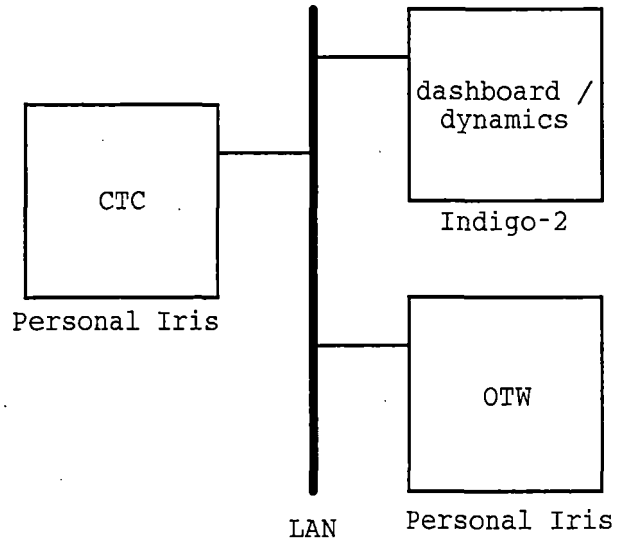 dashboard /
dynamics
Indigo-2
CTC
Personal Iris
OTW
Personal Iris
LAN